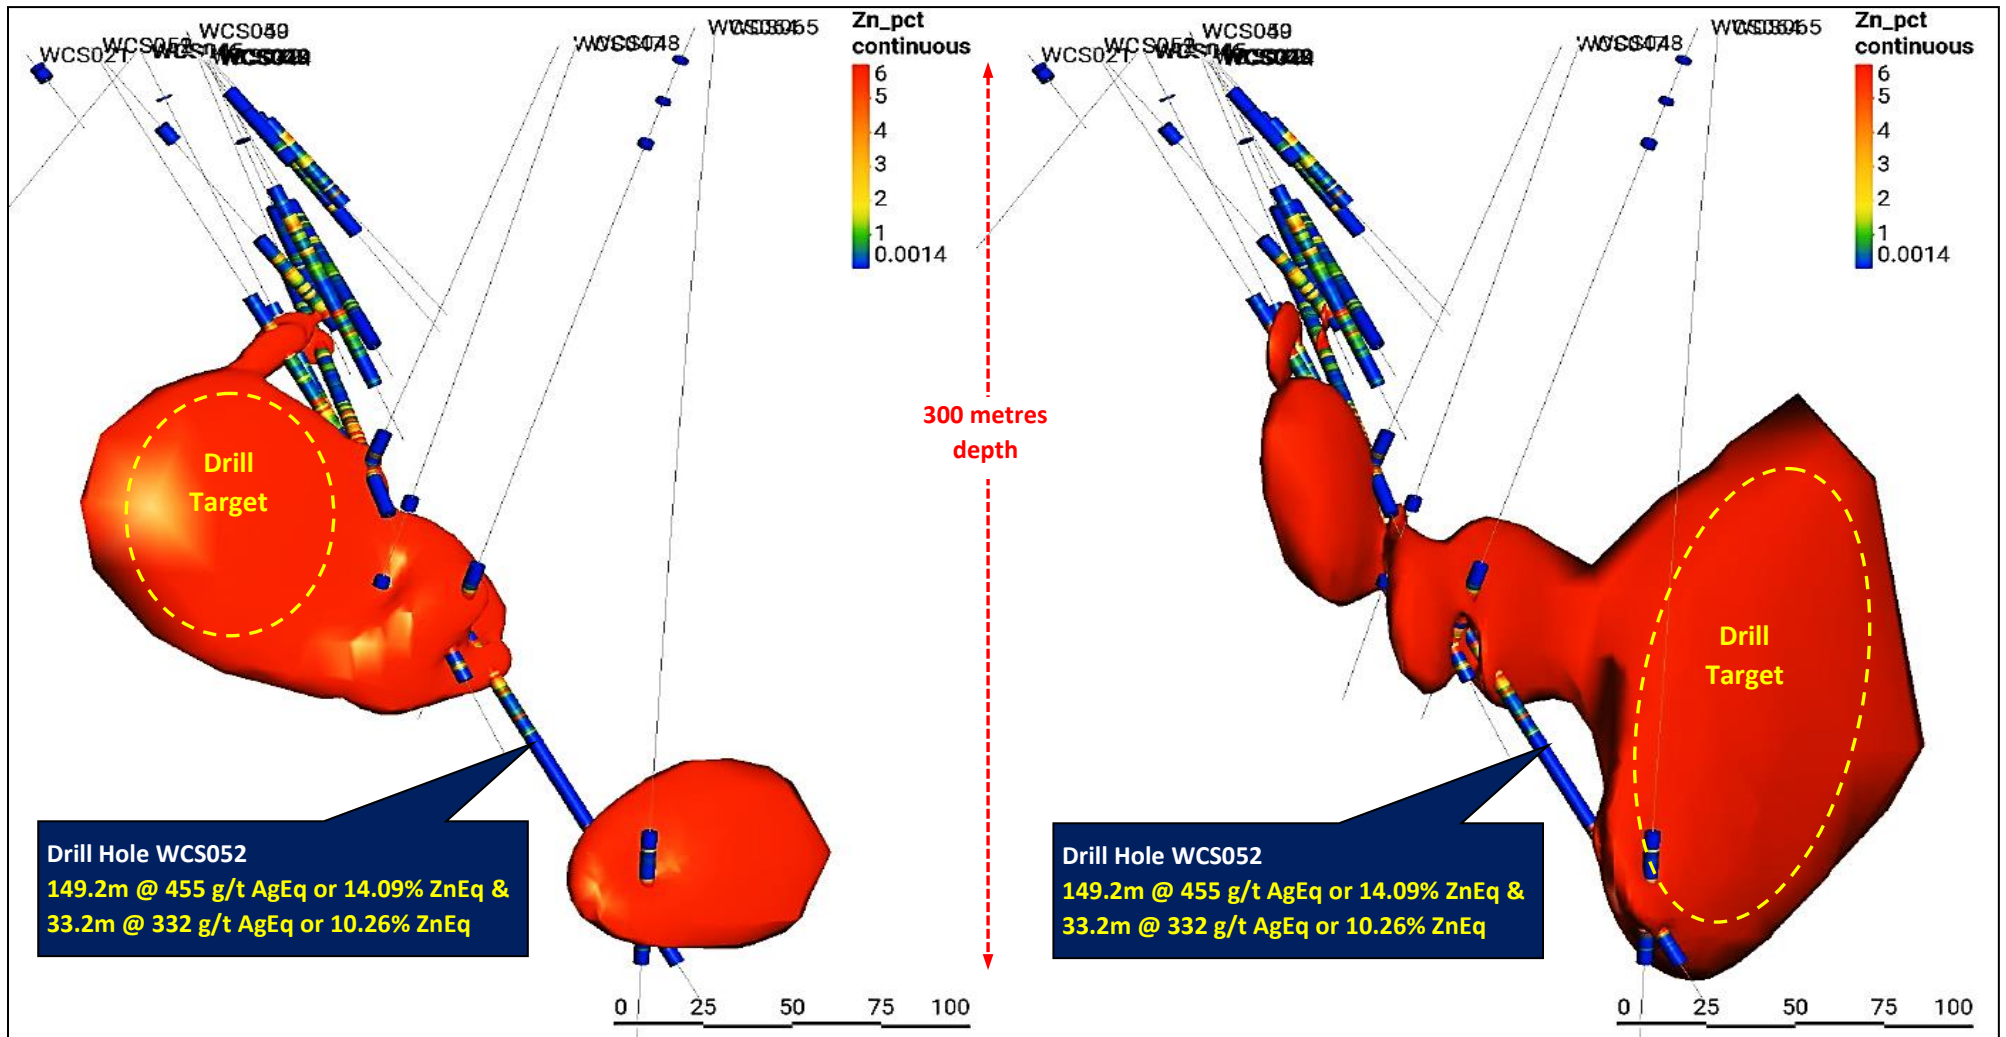 WCS02T
WCS048
Zn_pct
continuous
6
5
4
3
2
1
0.0014
Drill
Target
Drill Hole WCS052
149.2m @ 455 g/t AgEq or 14.09% ZnEq &
33.2m @ 332 g/t AgEq or 10.26% ZnEq
0
25
50
75
100
300 metres
depth
WCS02T
WCS048
Zn_pct
continuous
6
5
4
3
2
1
0.0014
Drill
Target
Drill Hole WCS052
149.2m @ 455 g/t AgEq or 14.09% ZnEq &
33.2m @ 332 g/t AgEq or 10.26% ZnEq
0
25
50
75
100